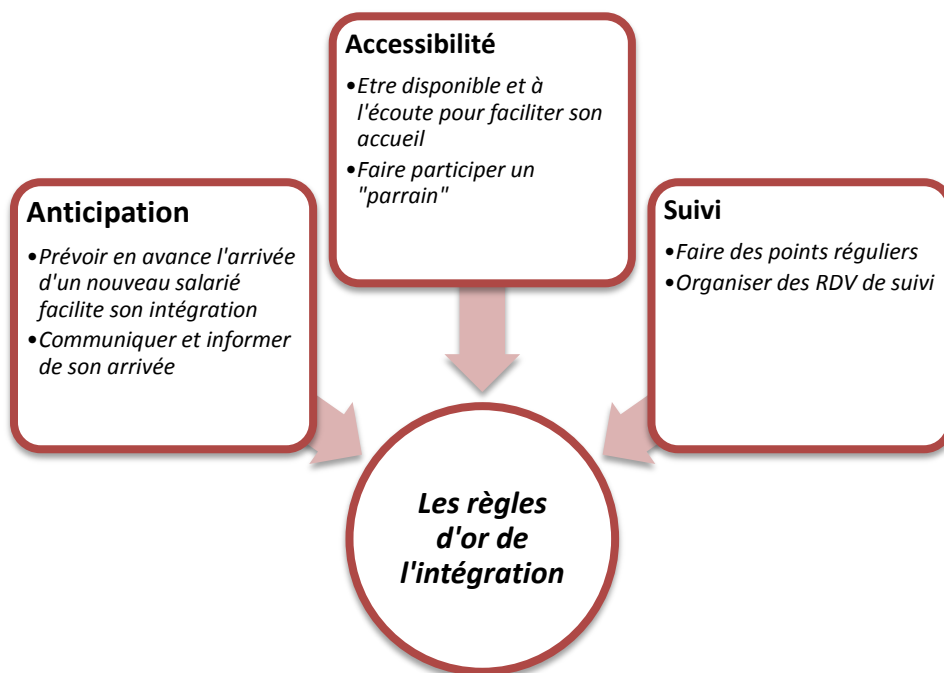 Anticipation
•Prévoir en avance l'arrivée
d'un nouveau salarié
facilite son intégration
•Communiquer et informer
de son arrivée
Accessibilité
•Etre disponible et à
l'écoute pour faciliter son
accueil
•Faire participer un
"parrain"
Suivi
•Faire des points réguliers
•Organiser des RDV de suivi
Les règles
d'or de
l'intégration